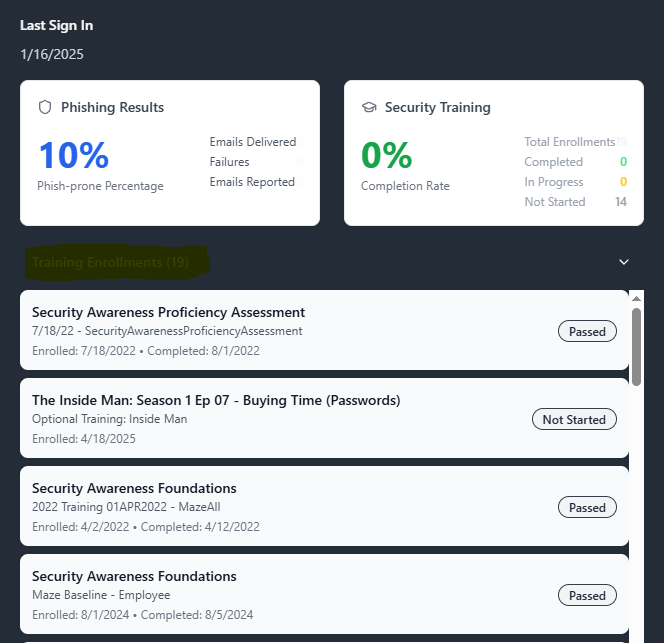 Last Sign In
1/16/2025
Phishing Results
10%
Phish-prone Percentage
Emails Delivered
Failures
Emails Reported
Security Training
0%
Completion Rate
Total Enrollments 19
Completed 0
In Progress 0
Not Started 14
Training Enrollments (19)
Security Awareness Proficiency Assessment
7/18/22 - SecurityAwarenessProficiencyAssessment
Enrolled: 7/18/2022 • Completed: 8/1/2022
Passed
The Inside Man: Season 1 Ep 07 - Buying Time (Passwords)
Optional Training: Inside Man
Enrolled: 4/18/2025
Not Started
Security Awareness Foundations
2022 Training 01APR2022 - MazeAll
Enrolled: 4/2/2022 • Completed: 4/12/2022
Passed
Security Awareness Foundations
Maze Baseline - Employee
Enrolled: 8/1/2024 • Completed: 8/5/2024
Passed